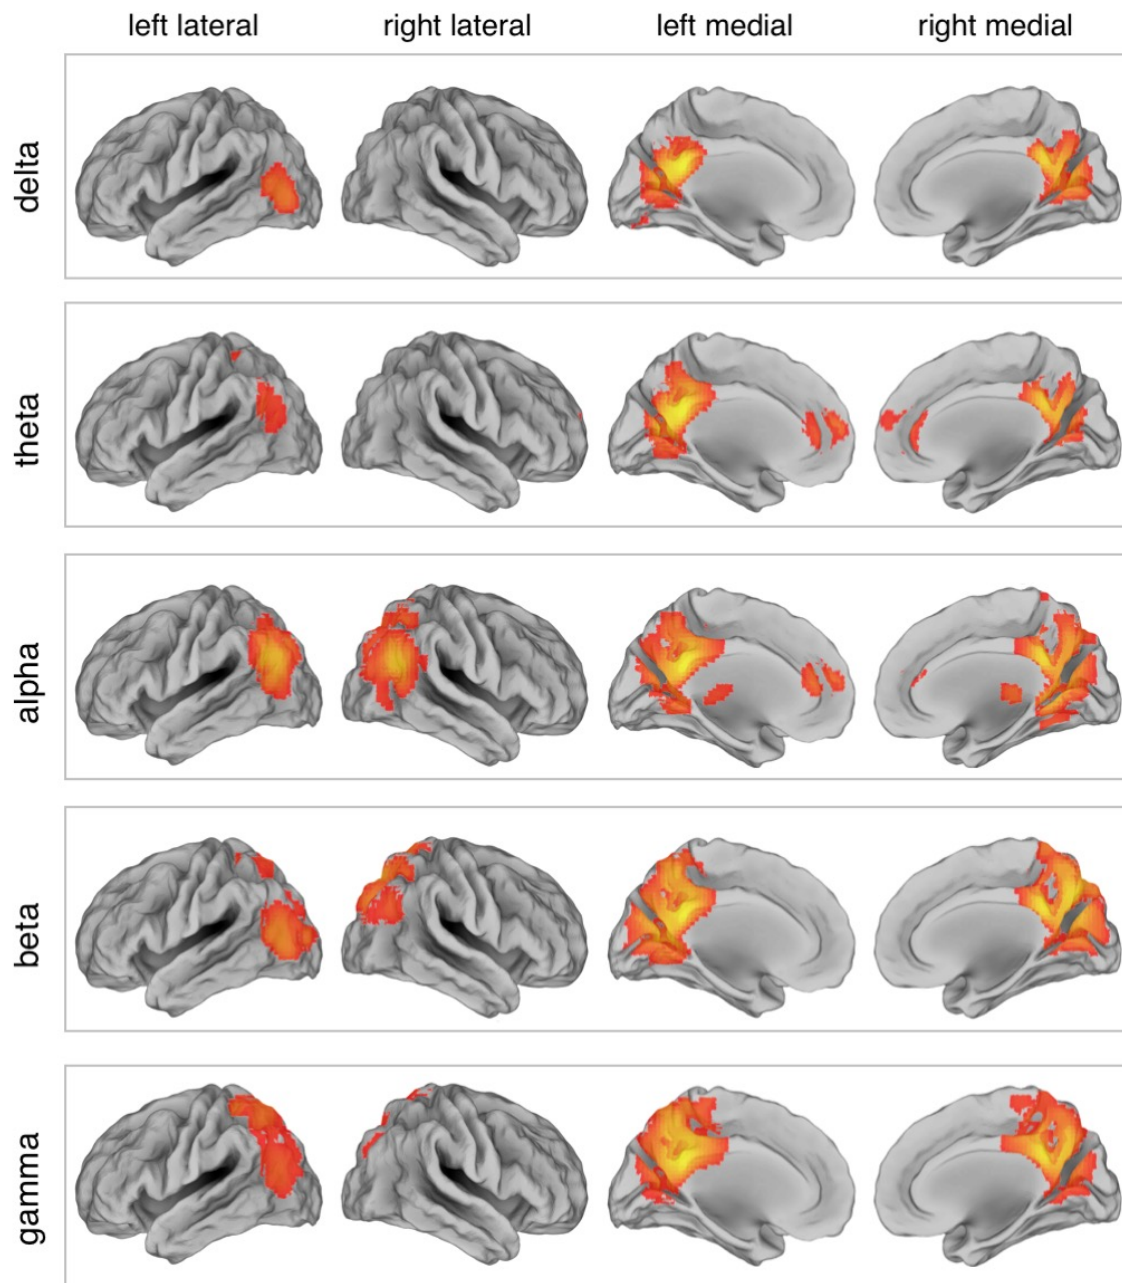 left lateral right lateral left medial right medial
delta
theta
alpha
beta
gamma